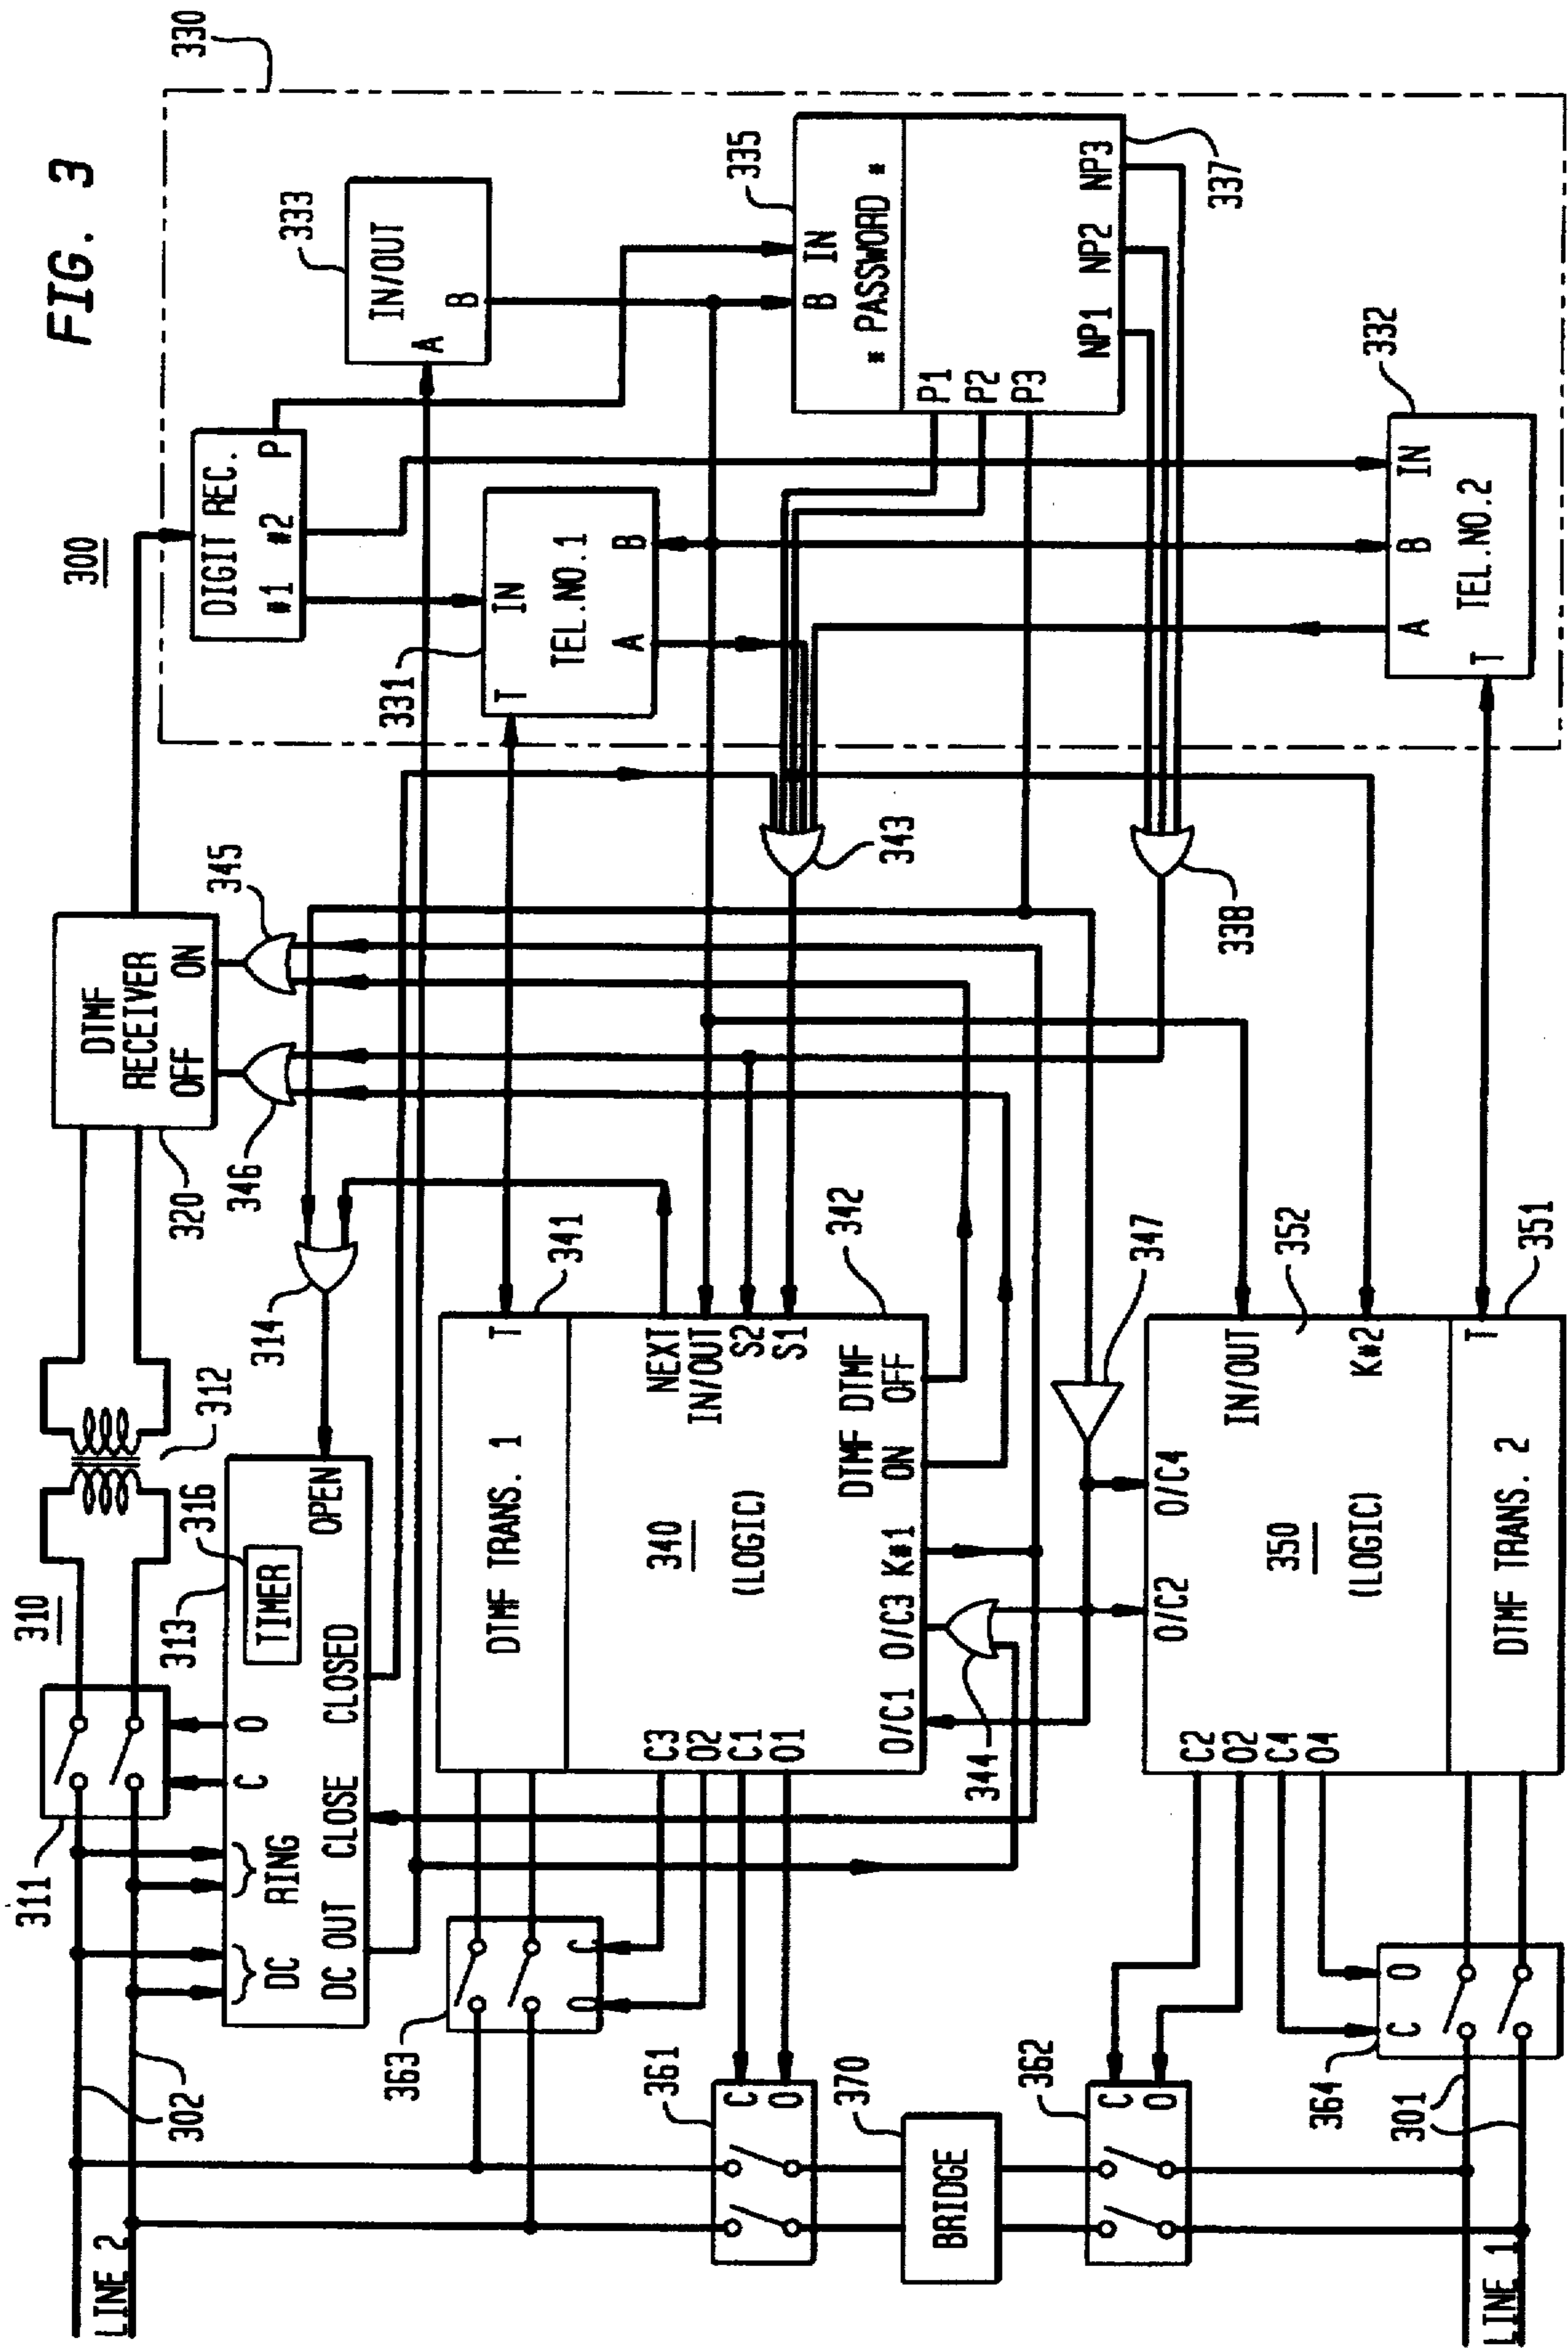 FIG. 3
300
330
310
311
LINE 2
302
312
313
316
TIMER
OPEN
O
C
CLOSED
CLOSE
RING
DC
DC OUT
314
320
DTMF
RECEIVER
OFF
ON
345
346
DIGIT REC.
#1
#2
P
333
IN/OUT
A
B
331
IN
TEL.NO.1
T
A
B
335
B
IN
* PASSWORD *
P1
P2
P3
NP1
NP2
NP3
337
332
IN
B
A
T
TEL.NO.2
343
338
341
T
DTMF TRANS. 1
342
340
(LOGIC)
NEXT
IN/OUT
S2
S1
DTMF
ON
DTMF
OFF
K#1
O/C3
O/C1
C3
O2
C1
O1
344
347
363
C
O
361
C
O
370
BRIDGE
362
C
O
364
C
O
301
LINE 1
352
IN/OUT
K#2
O/C4
O/C2
350
(LOGIC)
C2
O2
C4
O4
351
T
DTMF TRANS. 2